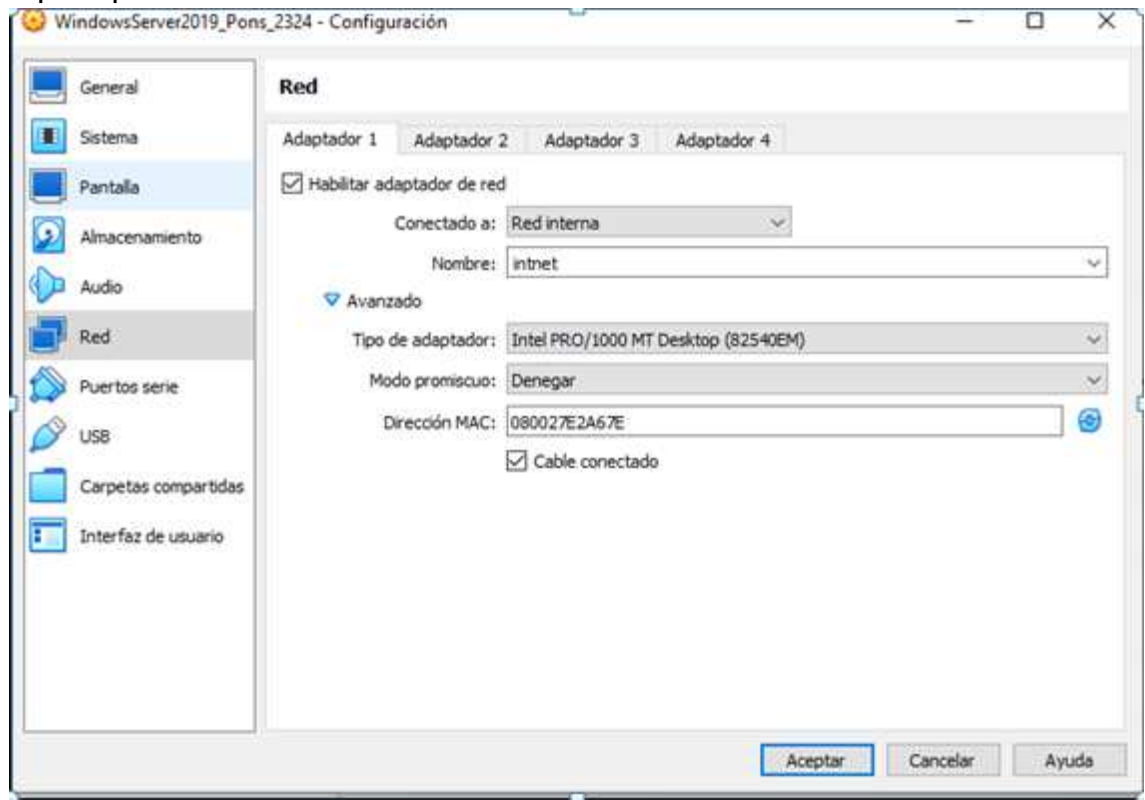 WindowsServer2019_Pons_2324 - Configuración
General
Sistema
Pantalla
Almacenamiento
Audio
Red
Puertos serie
USB
Carpetas compartidas
Interfaz de usuario
Red
Adaptador 1 Adaptador 2 Adaptador 3 Adaptador 4
Habilitar adaptador de red
Conectado a: Red interna
Nombre: intnet
Avanzado
Tipo de adaptador: Intel PRO/1000 MT Desktop (82540EM)
Modo promiscuo: Denegar
Dirección MAC: 080027E2A67E
Cable conectado
Aceptar Cancelar Ayuda